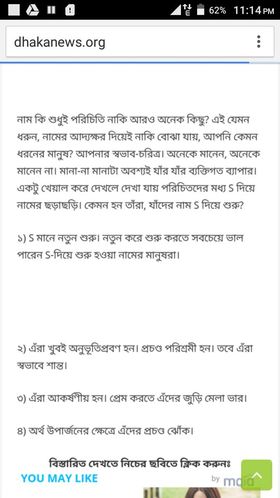 62% 11:14 PM
dhakanews.org
নাম কি শুধুই পরিচিতি নাকি আরও অনেক কিছু? এই যেমন
ধরুন, নামের আদ্যক্ষর দিয়েই নাকি বোঝা যায়, আপনি কেমন
ধরনের মানুষ? আপনার স্বভাব-চরিত্র। অনেকে মানেন, অনেকে
মানেন না। মানা-না মানাটা অবশ্যই যাঁর যাঁর ব্যক্তিগত ব্যাপার।
একটু খেয়াল করে দেখলে দেখা যায় পরিচিতদের মধ্য S দিয়ে
নামের ছড়াছড়ি। কেমন হন তাঁরা, যাঁদের নাম S দিয়ে শুরু?
১) S মানে নতুন শুরু। নতুন করে শুরু করতে সবচেয়ে ভাল
পারেন S-দিয়ে শুরু হওয়া নামের মানুষরা।
২) এঁরা খুবই অনুভূতিপ্রবণ হন। প্রচণ্ড পরিশ্রমী হন। তবে এঁরা
স্বভাবে শান্ত।
৩) এঁরা আকর্ষণীয় হন। প্রেম করতে এঁদের জুড়ি মেলা ভার।
৪) অর্থ উপার্জনের ক্ষেত্রে এঁদের প্রচণ্ড ঝোঁক।
বিস্তারিত দেখতে নিচের ছবিতে ক্লিক করুনঃ
YOU MAY LIKE
by